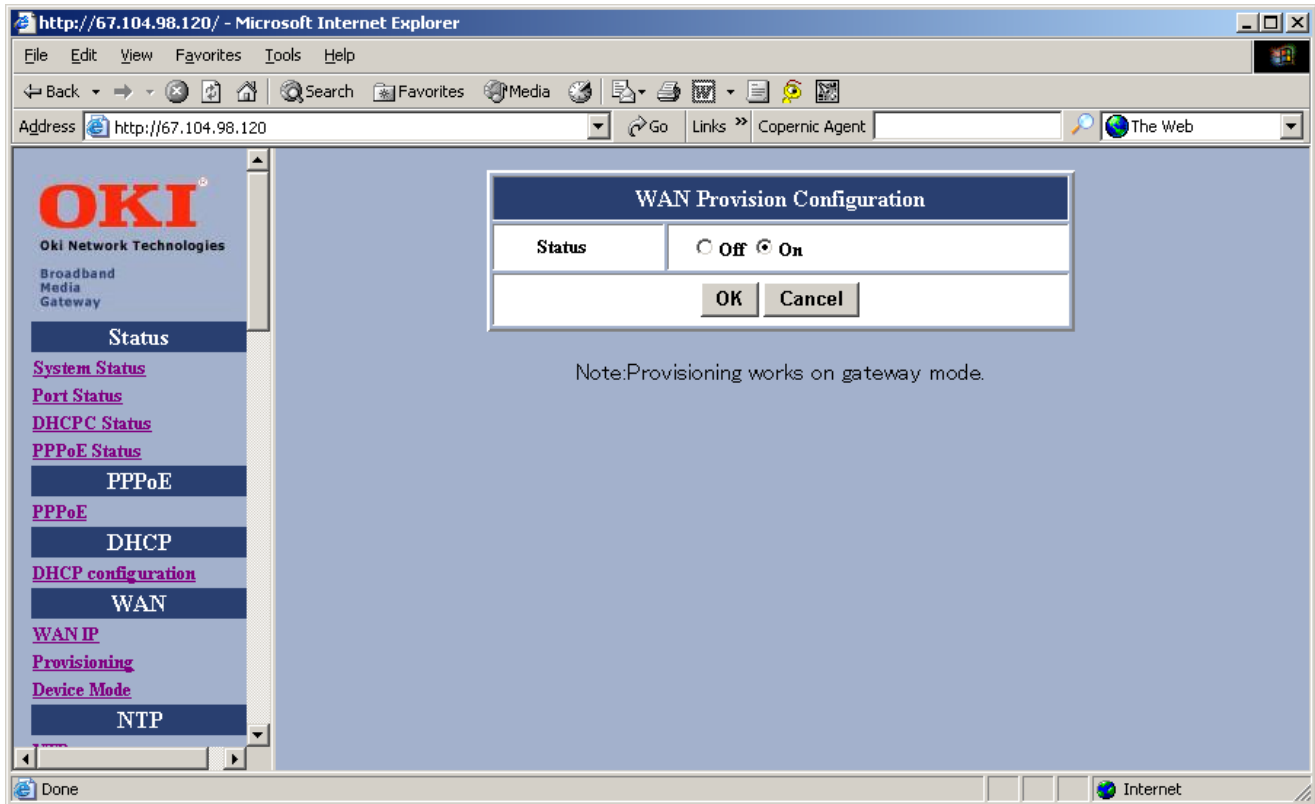 http://67.104.98.120/ - Microsoft Internet Explorer
File Edit View Favorites Tools Help
Back Search Favorites Media
Address http://67.104.98.120 Go Links » Copernic Agent The Web
OKI®
Oki Network Technologies
Broadband
Media
Gateway
Status
System Status
Port Status
DHCPC Status
PPPoE Status
PPPoE
PPPoE
DHCP
DHCP configuration
WAN
WAN IP
Provisioning
Device Mode
NTP
WAN Provision Configuration
Status Off On
OK Cancel
Note:Provisioning works on gateway mode.
Done Internet